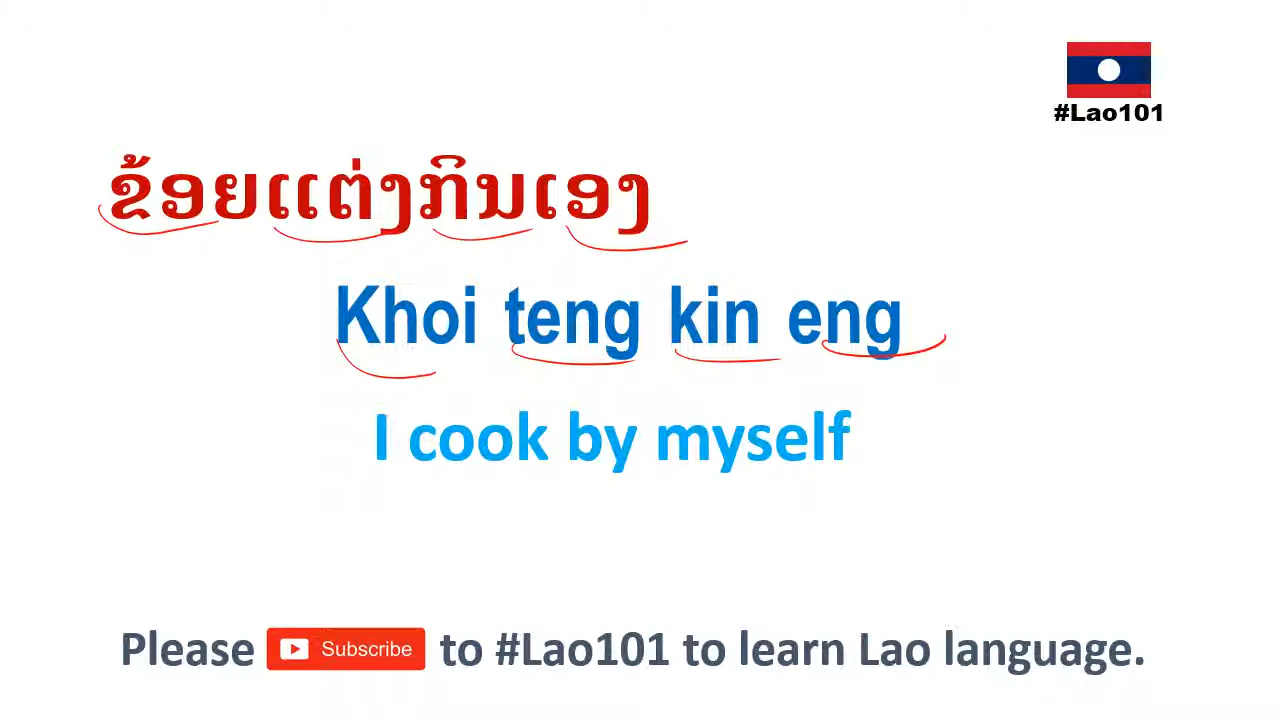 #Lao101
ຂ້ອຍແຕ່ງກິນເອງ
Khoi teng kin eng
I cook by myself
Please Subscribe to #Lao101 to learn Lao language.